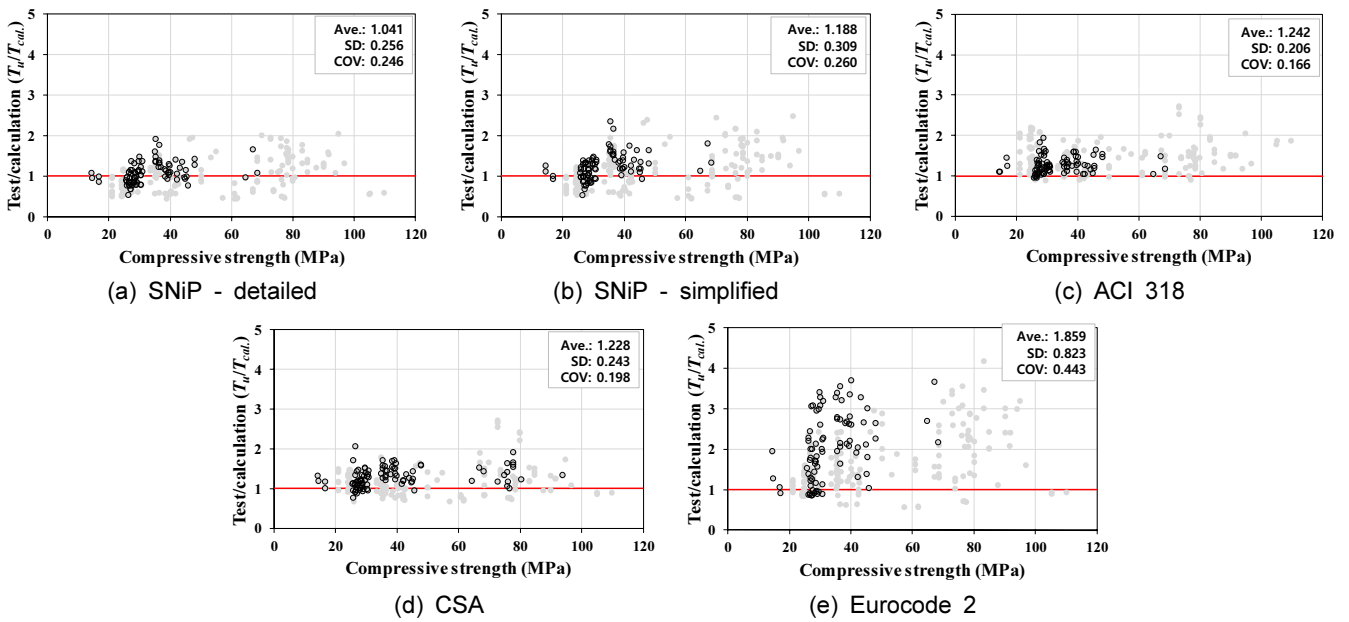 Test/calculation (Tu/Tcal.)
5
4
3
2
1
0
Ave.: 1.041
SD: 0.256
COV: 0.246
0 20 40 60 80 100 120
Compressive strength (MPa)
(a) SNiP - detailed
Test/calculation (Tu/Tcal.)
5
4
3
2
1
0
Ave.: 1.188
SD: 0.309
COV: 0.260
0 20 40 60 80 100 120
Compressive strength (MPa)
(b) SNiP - simplified
Test/calculation (Tu/Tcal.)
5
4
3
2
1
0
Ave.: 1.242
SD: 0.206
COV: 0.166
0 20 40 60 80 100 120
Compressive strength (MPa)
(c) ACI 318
Test/calculation (Tu/Tcal.)
5
4
3
2
1
0
Ave.: 1.228
SD: 0.243
COV: 0.198
0 20 40 60 80 100 120
Compressive strength (MPa)
(d) CSA
Test/calculation (Tu/Tcal.)
5
4
3
2
1
0
Ave.: 1.859
SD: 0.823
COV: 0.443
0 20 40 60 80 100 120
Compressive strength (MPa)
(e) Eurocode 2